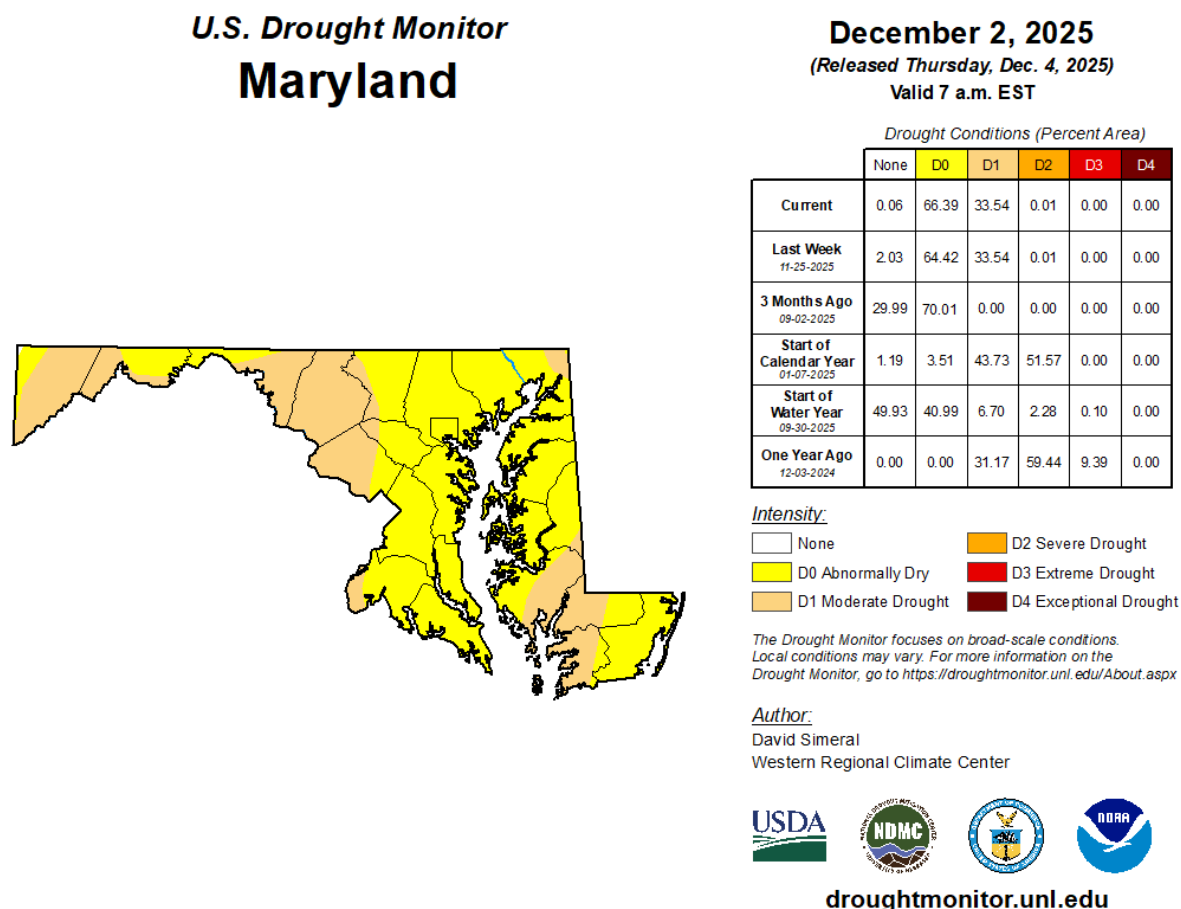 U.S. Drought Monitor
Maryland
December 2, 2025
(Released Thursday, Dec. 4, 2025)
Valid 7 a.m. EST
Drought Conditions (Percent Area)
None D0 D1 D2 D3 D4
Current 0.06 66.39 33.54 0.01 0.00 0.00
Last Week
11-25-2025 2.03 64.42 33.54 0.01 0.00 0.00
3 Months Ago
09-02-2025 29.99 70.01 0.00 0.00 0.00 0.00
Start of
Calendar Year
01-07-2025 1.19 3.51 43.73 51.57 0.00 0.00
Start of
Water Year
09-30-2025 49.93 40.99 6.70 2.28 0.10 0.00
One Year Ago
12-03-2024 0.00 0.00 31.17 59.44 9.39 0.00
Intensity:
None
D0 Abnormally Dry
D1 Moderate Drought
D2 Severe Drought
D3 Extreme Drought
D4 Exceptional Drought
The Drought Monitor focuses on broad-scale conditions.
Local conditions may vary. For more information on the
Drought Monitor, go to https://droughtmonitor.unl.edu/About.aspx
Author:
David Simeral
Western Regional Climate Center
USDA
NDMC
NOAA
droughtmonitor.unl.edu